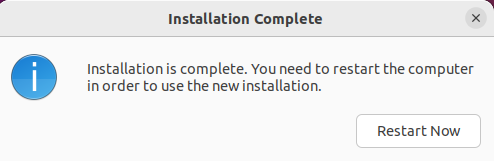 Installation Complete
Installation is complete. You need to restart the computer
in order to use the new installation.
Restart Now